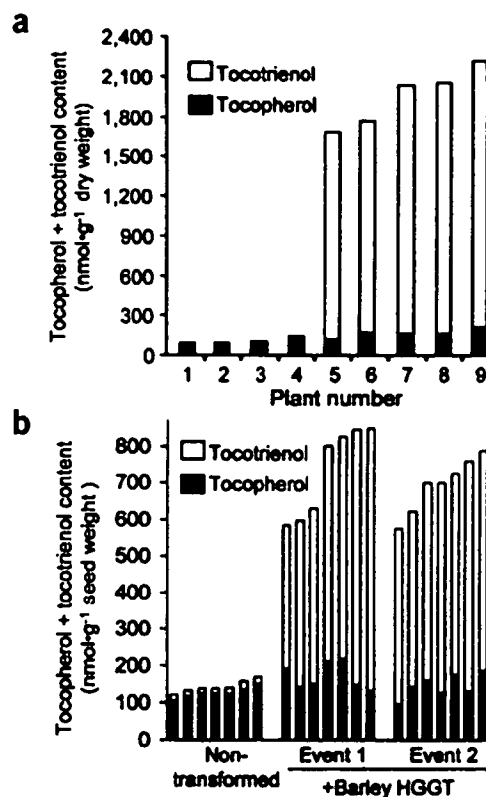 a
Tocopherol + tocotrienol content
(nmol•g⁻¹ dry weight)
2,400
2,100
1,800
1,500
1,200
900
600
300
0
Tocotrienol
Tocopherol
1 2 3 4 5 6 7 8 9
Plant number
b
Tocopherol + tocotrienol content
(nmol•g⁻¹ seed weight )
800
700
600
500
400
300
200
100
0
Tocotrienol
Tocopherol
Non- Event 1 Event 2
transformed +Barley HGGT